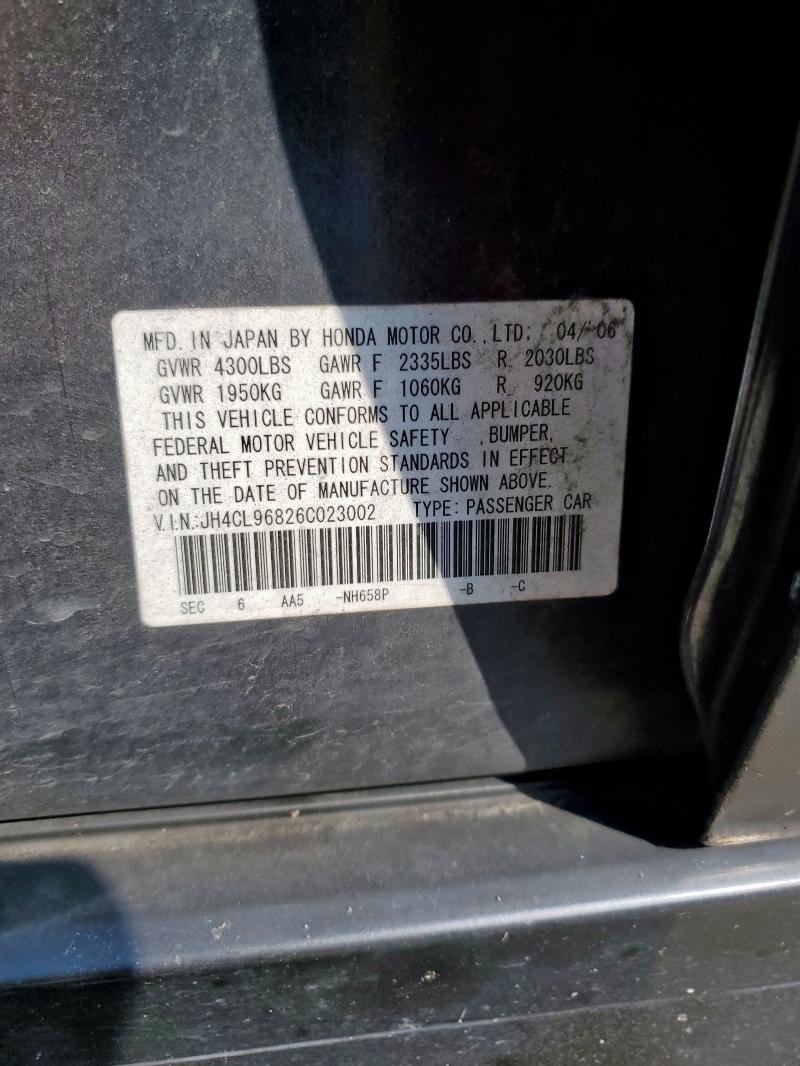 MFD. IN JAPAN BY HONDA MOTOR CO., LTD; 04/ 06
GVWR 4300LBS GAWR F 2335LBS R 2030LBS
GVWR 1950KG GAWR F 1060KG R 920KG
THIS VEHICLE CONFORMS TO ALL APPLICABLE
FEDERAL MOTOR VEHICLE SAFETY , BUMPER,
AND THEFT PREVENTION STANDARDS IN EFFECT
ON THE DATE OF MANUFACTURE SHOWN ABOVE.
V.I.N.:JH4CL96826C023002 TYPE: PASSENGER CAR
SEC 6 AA5 -NH658P -B -C